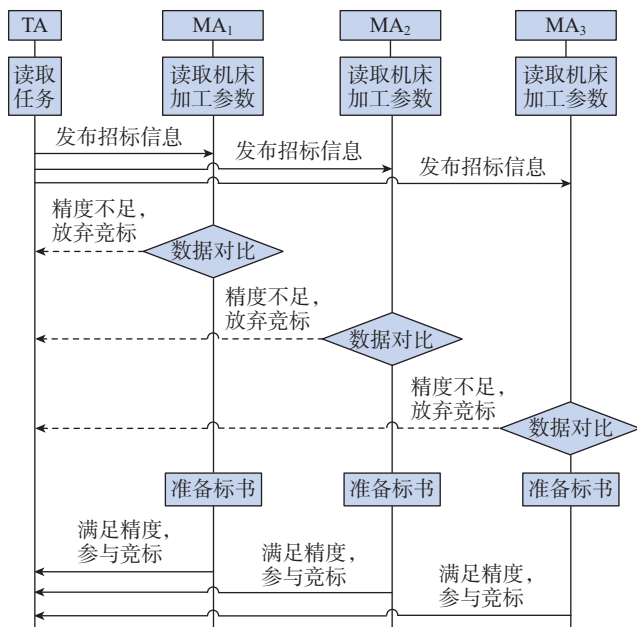 TA
MA₁
MA₂
MA₃
读取
任务
读取机床
加工参数
读取机床
加工参数
读取机床
加工参数
发布招标信息
发布招标信息
发布招标信息
精度不足，
放弃竞标
数据对比
精度不足，
放弃竞标
数据对比
精度不足，
放弃竞标
数据对比
准备标书
准备标书
准备标书
满足精度，
参与竞标
满足精度，
参与竞标
满足精度，
参与竞标